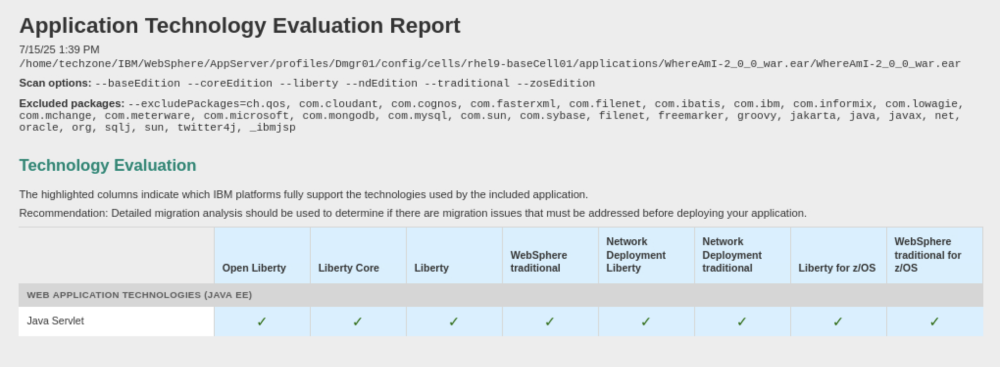 Application Technology Evaluation Report
7/15/25 1:39 PM
/home/techzone/IBM/WebSphere/AppServer/profiles/Dmgr01/config/cells/rhel9-baseCell01/applications/WhereAmI-2_0_0_war.ear/WhereAmI-2_0_0_war.ear
Scan options: --baseEdition --coreEdition --liberty --ndEdition --traditional --zosEdition
Excluded packages: --excludePackages=ch.qos, com.cloudant, com.cognos, com.fasterxml, com.filenet, com.ibatis, com.ibm, com.informix, com.lowagie,
com.mchange, com.meterware, com.microsoft, com.mongodb, com.mysql, com.sun, com.sybase, filenet, freemarker, groovy, jakarta, java, javax, net,
oracle, org, sqlj, sun, twitter4j, _ibmjsp
Technology Evaluation
The highlighted columns indicate which IBM platforms fully support the technologies used by the included application.
Recommendation: Detailed migration analysis should be used to determine if there are migration issues that must be addressed before deploying your application.
Open Liberty
Liberty Core
Liberty
WebSphere
traditional
Network
Deployment
Liberty
Network
Deployment
traditional
Liberty for z/OS
WebSphere
traditional for
z/OS
WEB APPLICATION TECHNOLOGIES (JAVA EE)
Java Servlet ✓ ✓ ✓ ✓ ✓ ✓ ✓ ✓